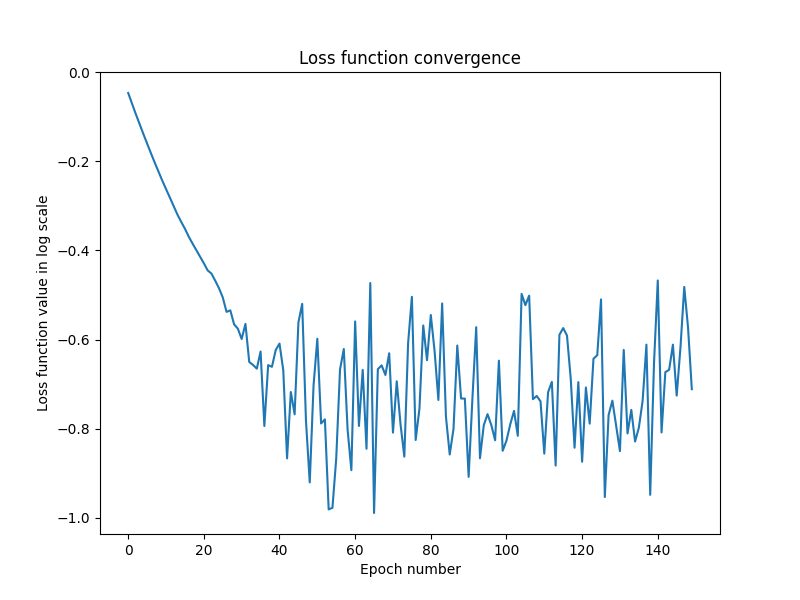 Loss function convergence
0.0
−0.2
−0.4
−0.6
−0.8
−1.0
Loss function value in log scale
0 20 40 60 80 100 120 140
Epoch number